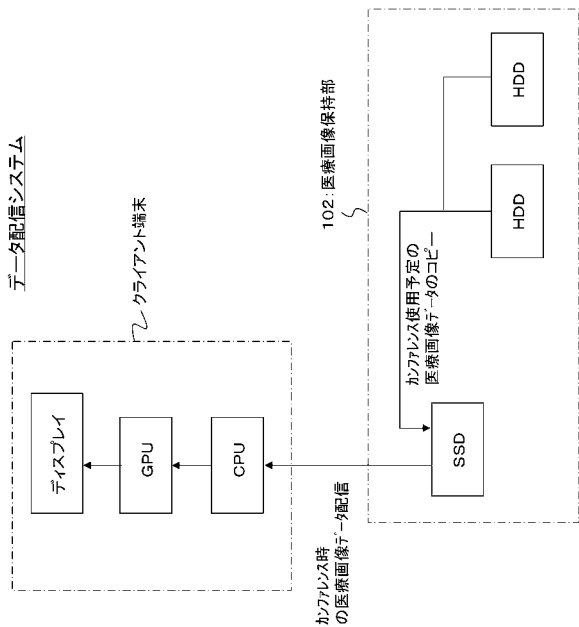 データ配信システム
クライアント端末
ディスプレイ
GPU
CPU
カンファレンス時
の医療画像データ配信
102:医療画像保持部
カンファレンス使用予定の
医療画像データのコピー
SSD
HDD
HDD